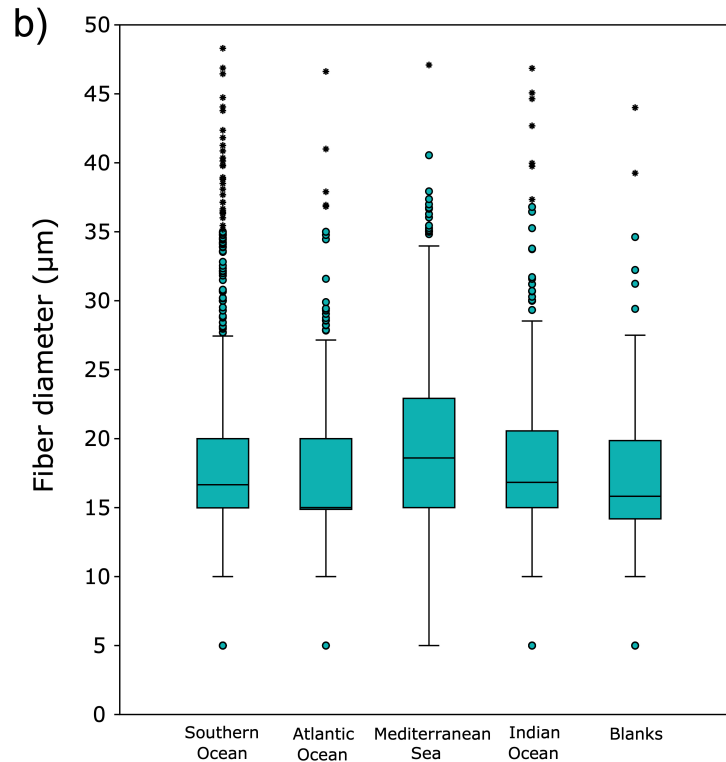 b)
50
45
40
35
30
25
20
15
10
5
0
Fiber diameter (μm)
Southern
Ocean
Atlantic
Ocean
Mediterranean
Sea
Indian
Ocean
Blanks